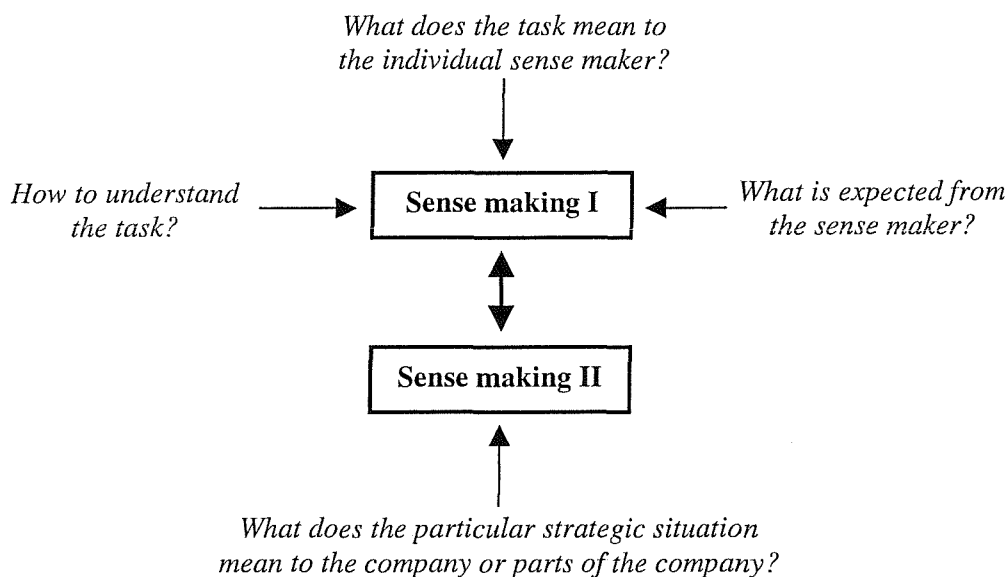 What does the task mean to
the individual sense maker?
How to understand
the task?
Sense making I
What is expected from
the sense maker?
Sense making II
What does the particular strategic situation
mean to the company or parts of the company?